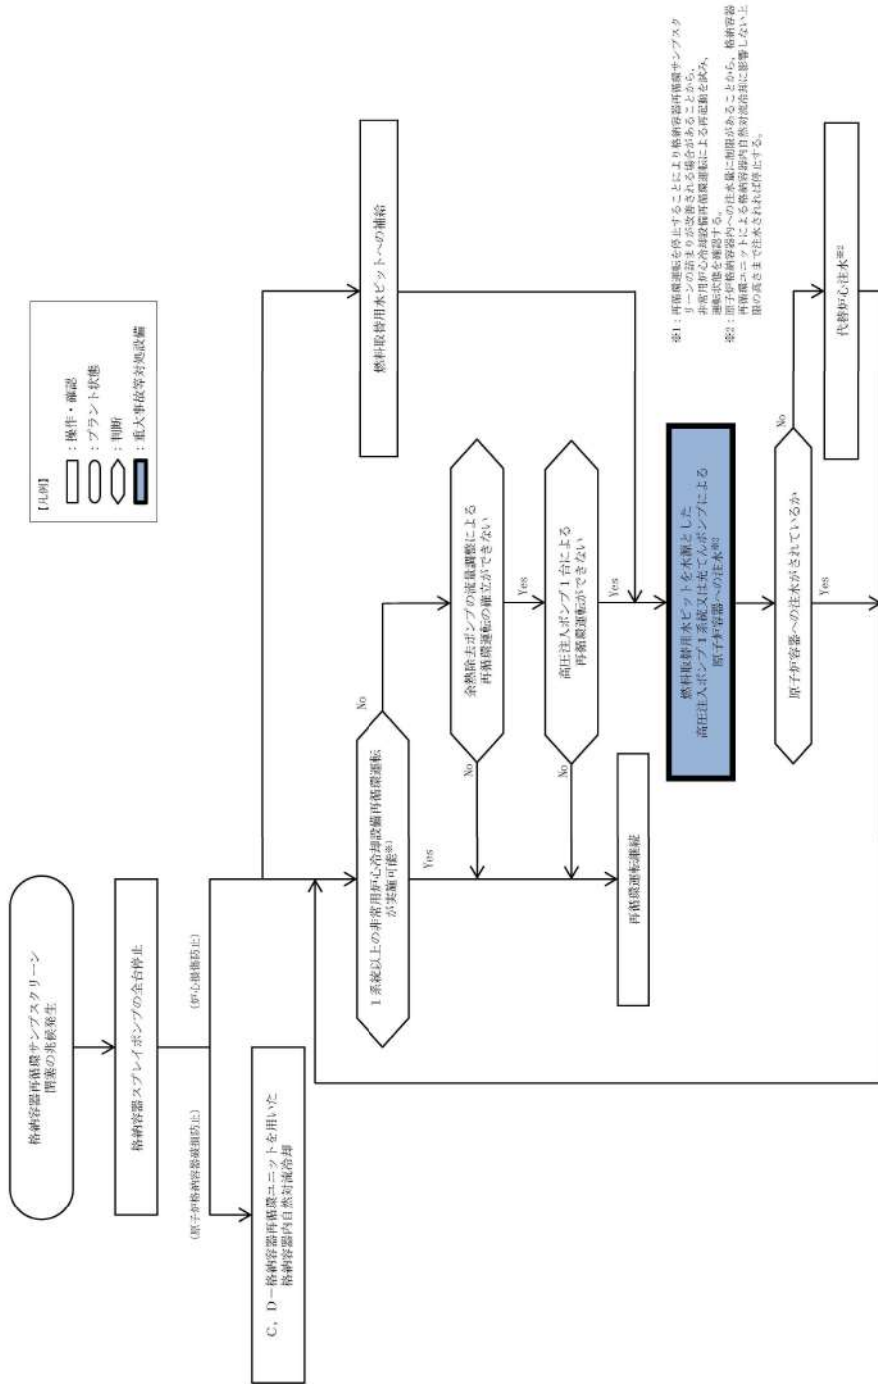 格納容器再循環サンプスクリーン
閉塞の兆候発生
格納容器スプレイポンプの全台停止
(原子炉格納容器破損防止)
(炉心損傷防止)
C,D-格納容器再循環ユニットを用いた
格納容器内自然対流冷却
1系統以上の非常用炉心冷却設備再循環運転
が実施可能※1
No
Yes
余熱除去ポンプの流量調整による
再循環運転の確立ができない
No
Yes
高圧注入ポンプ1台による
再循環運転ができない
No
Yes
再循環運転継続
燃料取替用水ピットへの補給
燃料取替用水ピットを水源とした
高圧注入ポンプ1系統又は充てんポンプによる
原子炉容器への注水※2
原子炉容器への注水がされているか
No
Yes
代替炉心注水※2
【凡例】
:操作・確認
:プラント状態
:判断
:重大事故等対処設備
※1:再循環運転を停止することにより格納容器再循環サンプスク
リーンの詰まりが改善される場合があることから、
非常用炉心冷却設備再循環運転による再起動を試み、
運転状態を確認する。
※2:原子炉格納容器内への注水量に制限があることから、格納容器
再循環ユニットによる格納容器内自然対流冷却に影響しない上
限の高さまで注水されれば停止する。